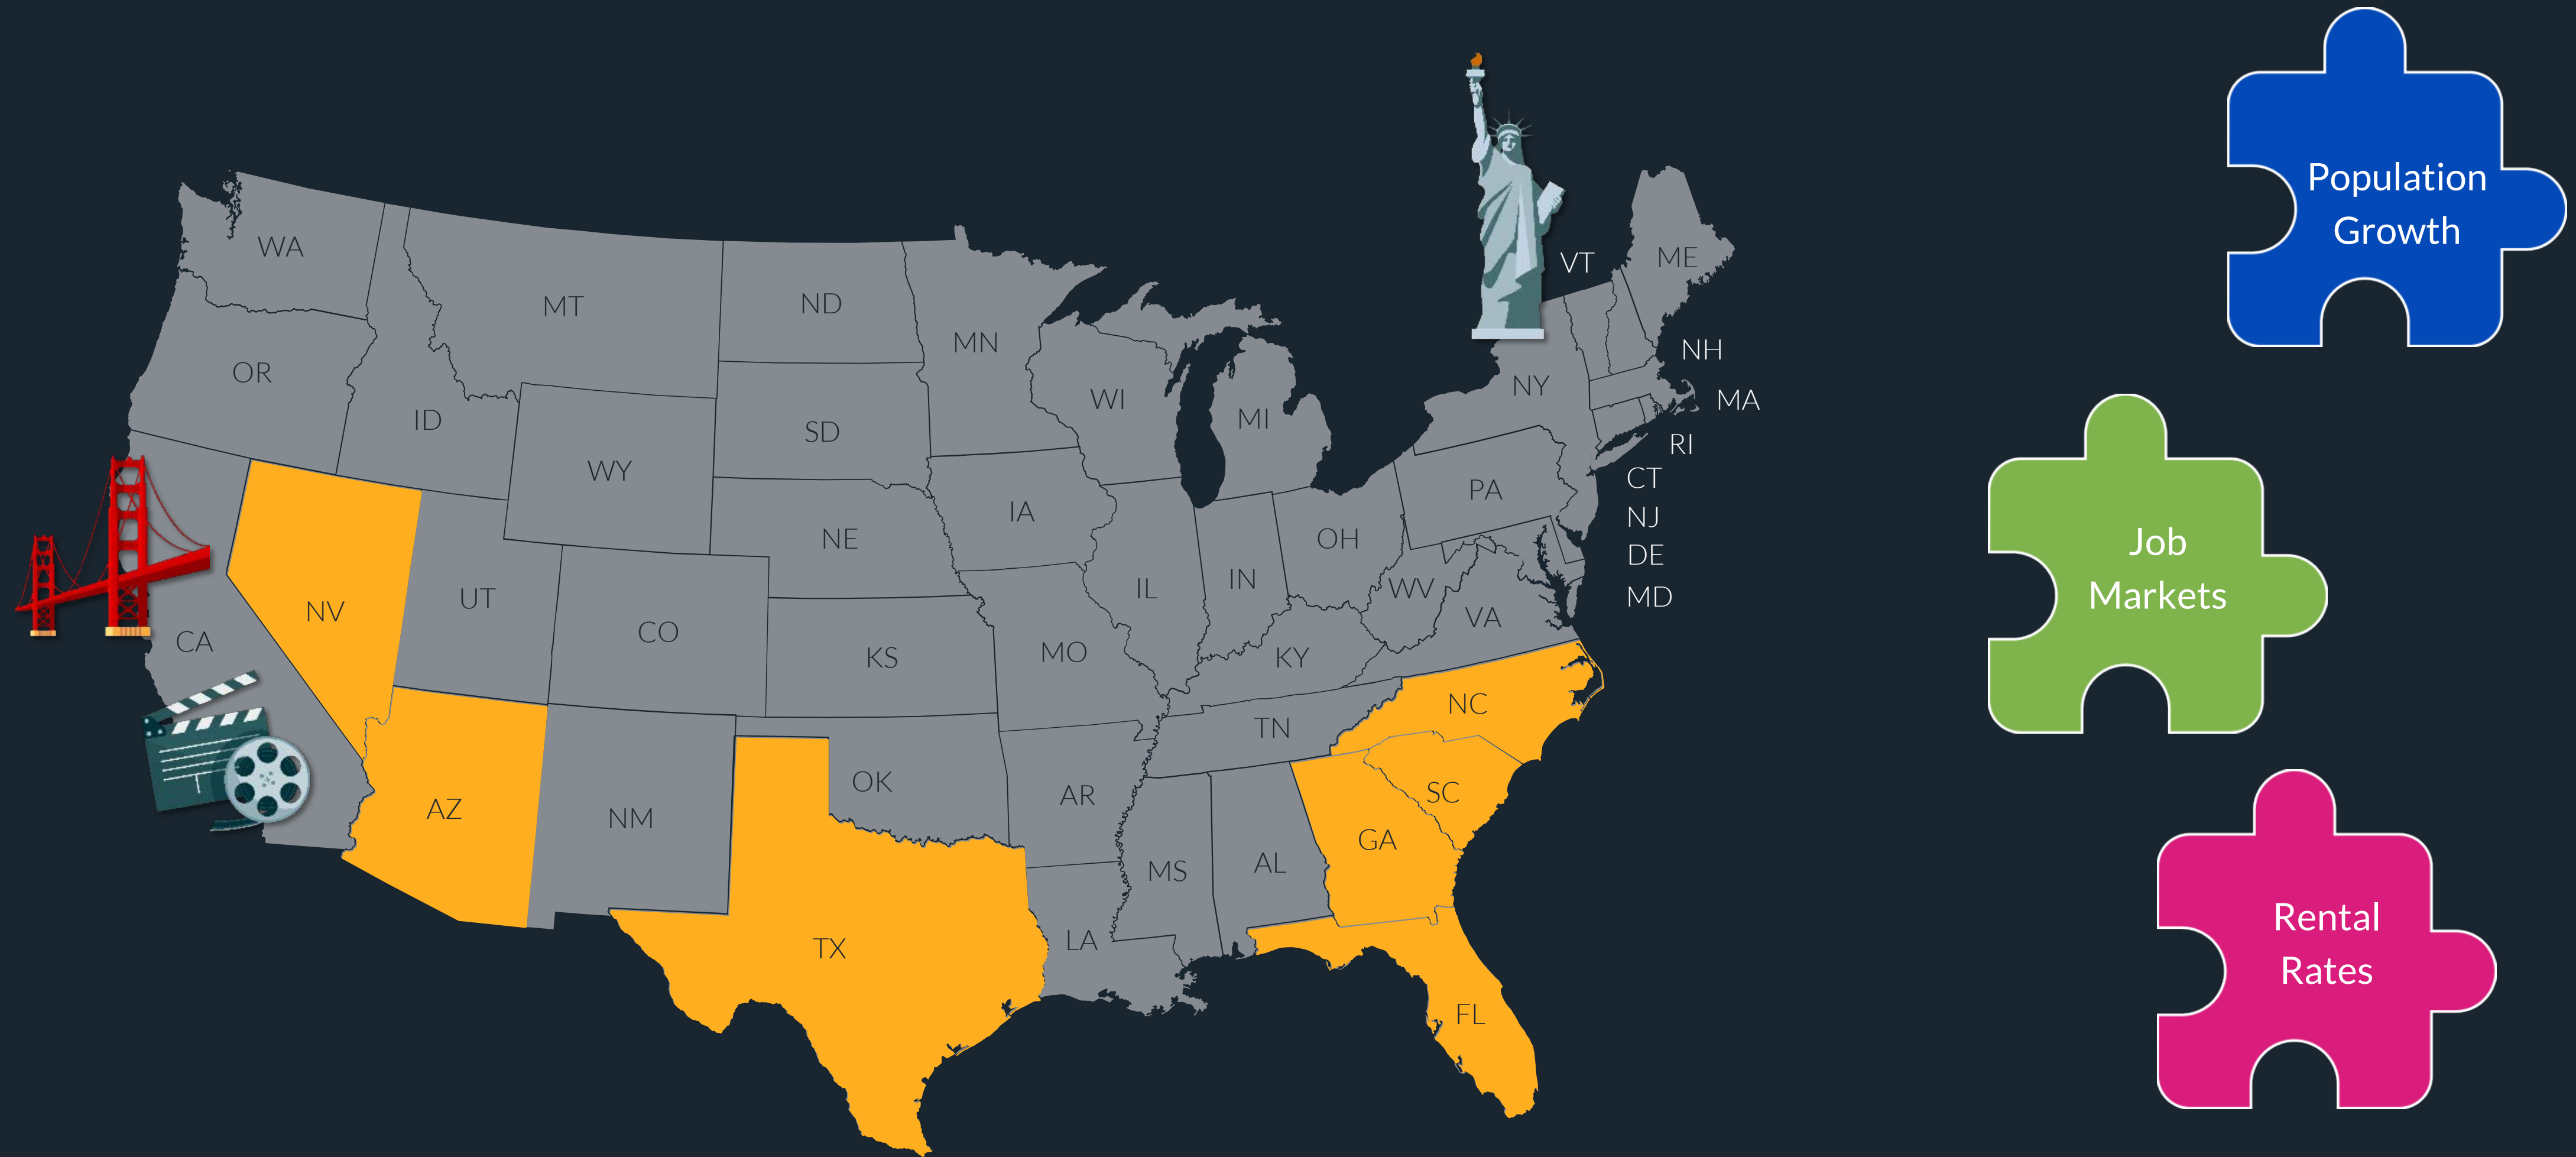 WA
MT
ND
MN
VT
ME
OR
ID
WY
SD
WI
MI
NY
NH
MA
RI
CT
NJ
DE
MD
NE
IA
PA
NV
UT
CO
KS
MO
IL
IN
OH
WV
VA
KY
CA
AZ
NM
OK
AR
TN
NC
SC
GA
TX
LA
MS
AL
FL
Population
Growth
Job
Markets
Rental
Rates